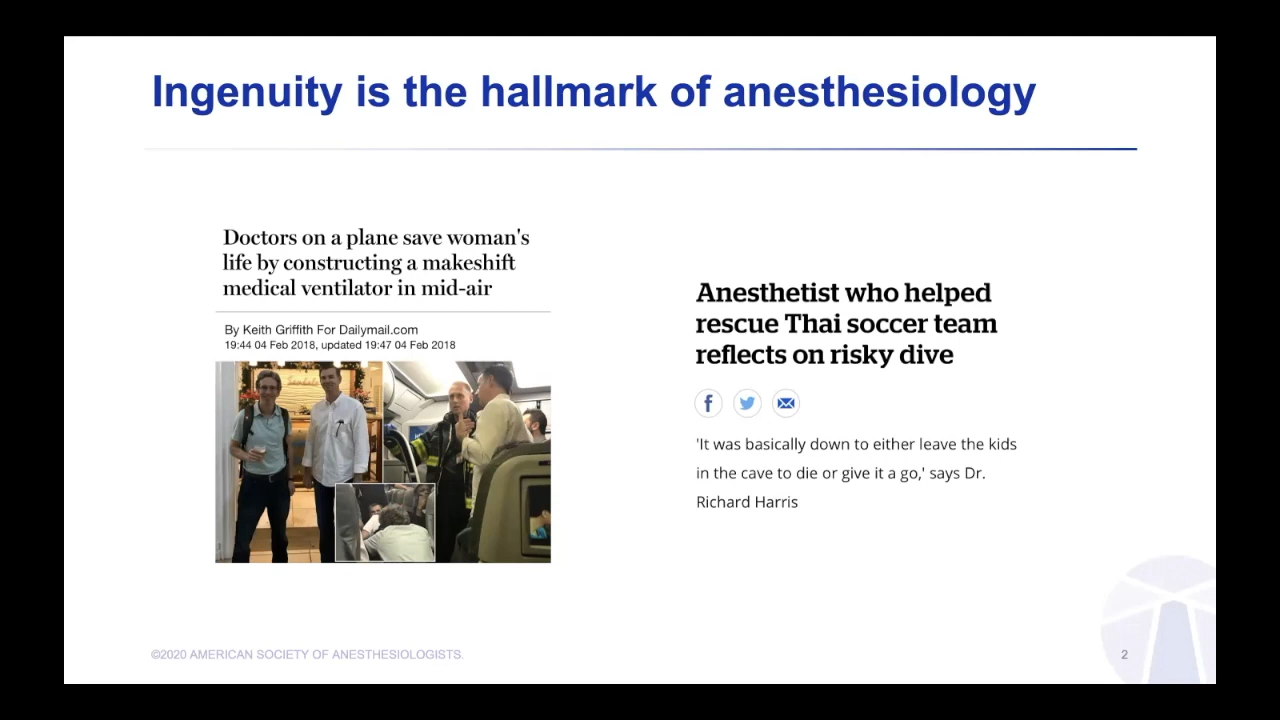 Ingenuity is the hallmark of anesthesiology
Doctors on a plane save woman's
life by constructing a makeshift
medical ventilator in mid-air
By Keith Griffith For Dailymail.com
19:44 04 Feb 2018, updated 19:47 04 Feb 2018
Anesthetist who helped
rescue Thai soccer team
reflects on risky dive
'It was basically down to either leave the kids
in the cave to die or give it a go,' says Dr.
Richard Harris
©2020 AMERICAN SOCIETY OF ANESTHESIOLOGISTS.
2